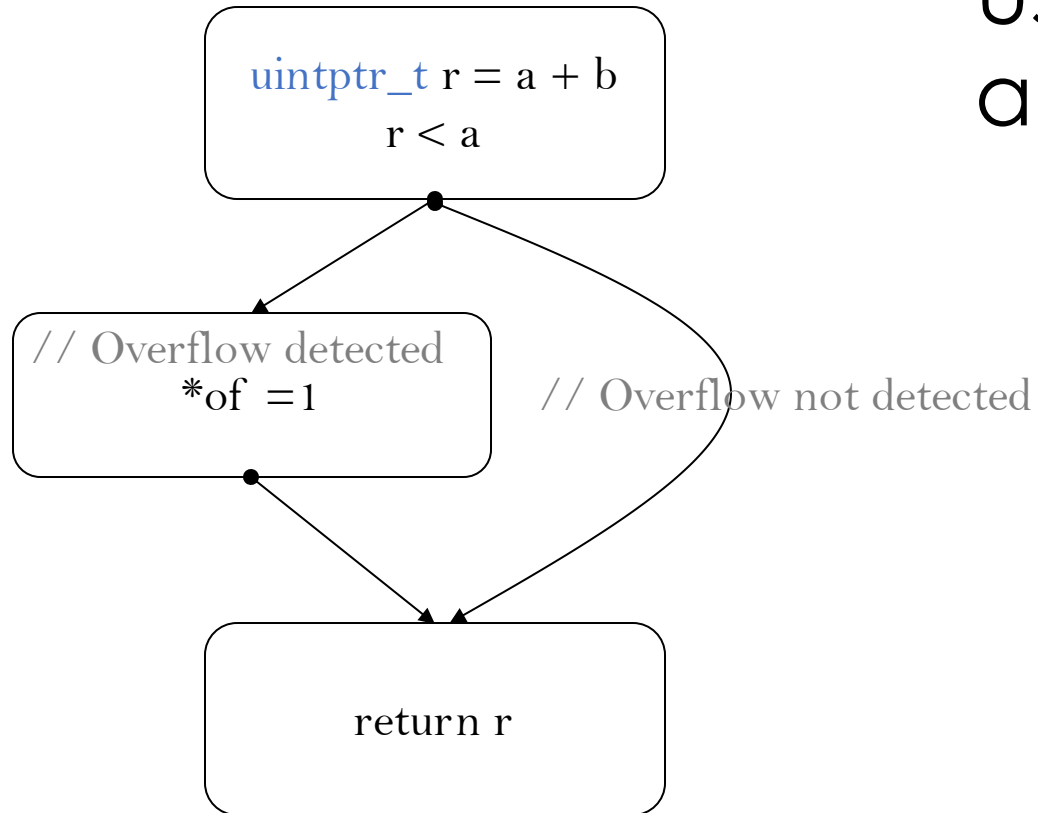 uintptr_t r = a + b
r < a
// Overflow detected
*of =1
// Overflow not detected
return r